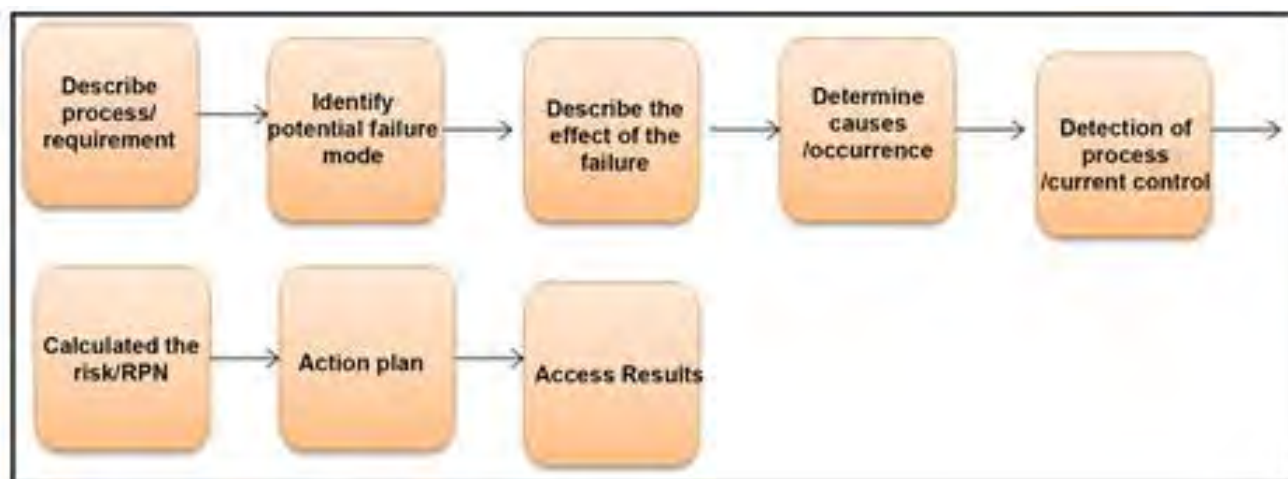 Describe
process/
requirement
Identify
potential failure
mode
Describe the
effect of the
failure
Determine
causes
/occurrence
Detection of
process
/current control
Calculated the
risk/RPN
Action plan
Access Results